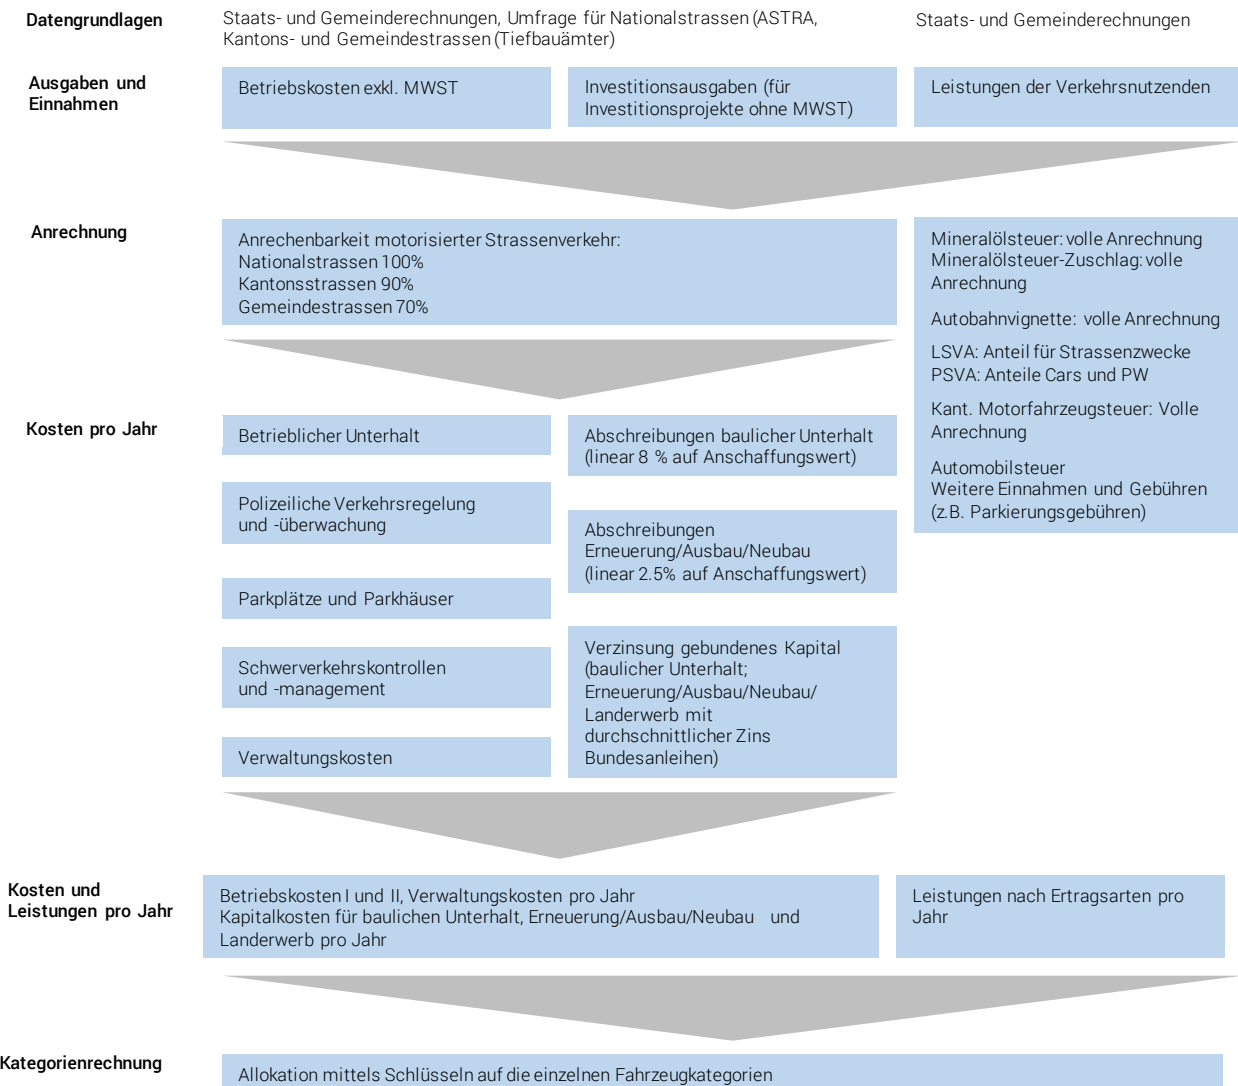 Datengrundlagen
Staats- und Gemeinderechnungen, Umfrage für Nationalstrassen (ASTRA,
Kantons- und Gemeindestrassen (Tiefbauämter)
Staats- und Gemeinderechnungen
Ausgaben und
Einnahmen
Betriebskosten exkl. MWST
Investitionsausgaben (für
Investitionsprojekte ohne MWST)
Leistungen der Verkehrsnutzenden
Anrechnung
Anrechenbarkeit motorisierter Strassenverkehr:
Nationalstrassen 100%
Kantonsstrassen 90%
Gemeindestrassen 70%
Mineralölsteuer: volle Anrechnung
Mineralölsteuer-Zuschlag: volle
Anrechnung
Autobahnvignette: volle Anrechnung
LSVA: Anteil für Strassenzwecke
PSVA: Anteile Cars und PW
Kant. Motorfahrzeugsteuer: Volle
Anrechnung
Automobilsteuer
Weitere Einnahmen und Gebühren
(z.B. Parkierungsgebühren)
Kosten pro Jahr
Betrieblicher Unterhalt
Polizeiliche Verkehrsregelung
und -überwachung
Parkplätze und Parkhäuser
Schwerverkehrskontrollen
und -management
Verwaltungskosten
Abschreibungen baulicher Unterhalt
(linear 8 % auf Anschaffungswert)
Abschreibungen
Erneuerung/Ausbau/Neubau
(linear 2.5% auf Anschaffungswert)
Verzinsung gebundenes Kapital
(baulicher Unterhalt;
Erneuerung/Ausbau/Neubau/
Landerwerb mit
durchschnittlicher Zins
Bundesanleihen)
Kosten und
Leistungen pro Jahr
Betriebskosten I und II, Verwaltungskosten pro Jahr
Kapitalkosten für baulichen Unterhalt, Erneuerung/Ausbau/Neubau und
Landerwerb pro Jahr
Leistungen nach Ertragsarten pro
Jahr
Kategorienrechnung
Allokation mittels Schlüsseln auf die einzelnen Fahrzeugkategorien